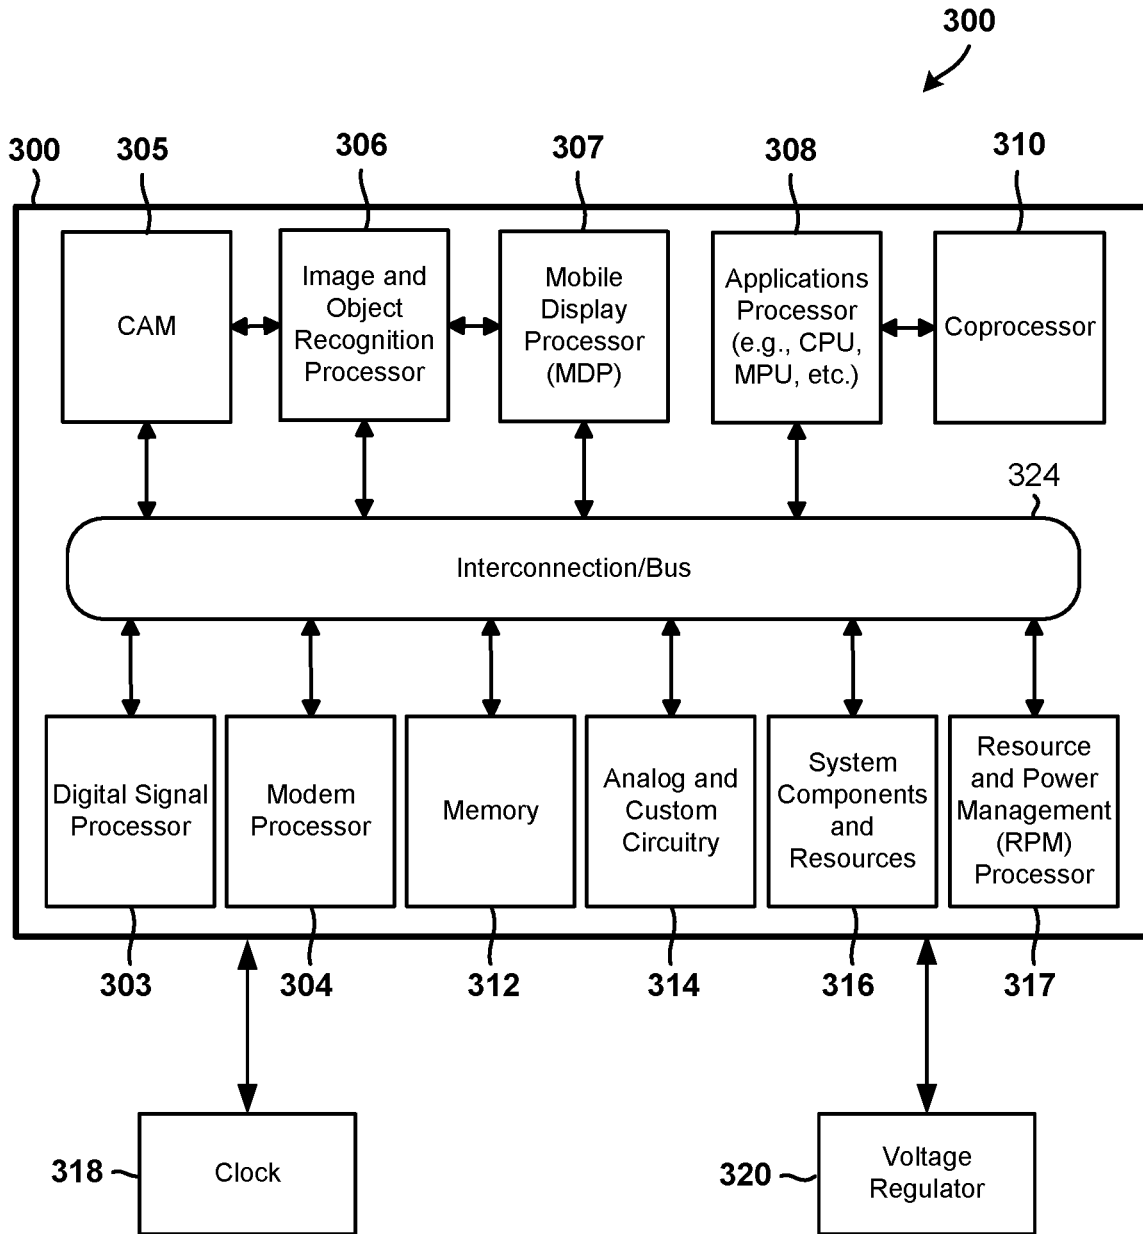 300
300
305
306
307
308
310
CAM
Image and
Object
Recognition
Processor
Mobile
Display
Processor
(MDP)
Applications
Processor
(e.g., CPU,
MPU, etc.)
Coprocessor
324
Interconnection/Bus
Digital Signal
Processor
Modem
Processor
Memory
Analog and
Custom
Circuitry
System
Components
and
Resources
Resource
and Power
Management
(RPM)
Processor
303
304
312
314
316
317
318
Clock
320
Voltage
Regulator